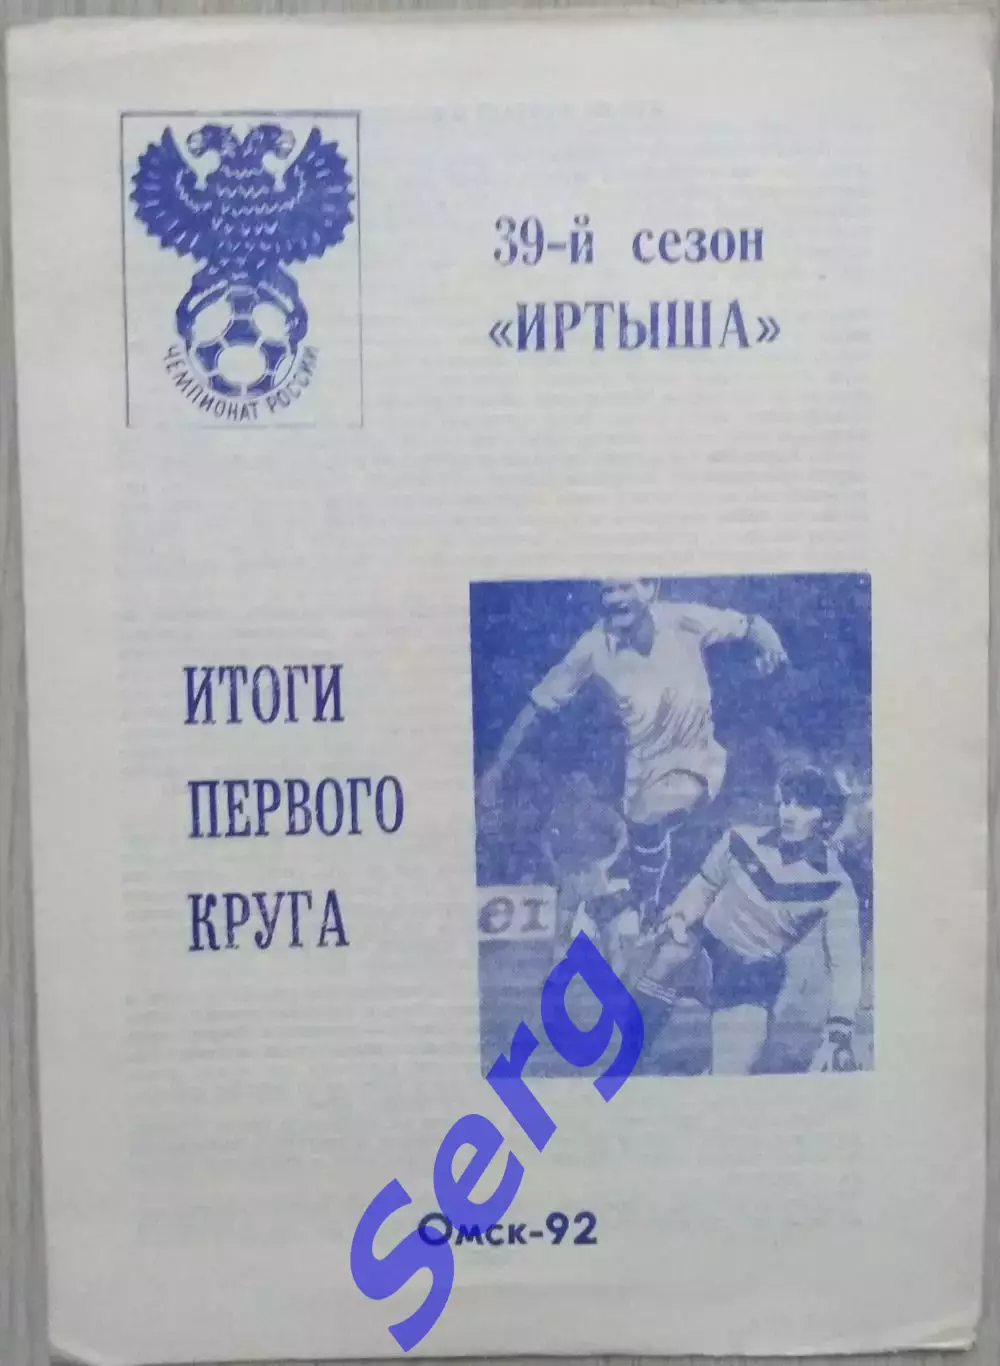 ЧЕМПИОНАТ РОССИИ
39-й сезон
«ИРТЫША»
ИТОГИ
ПЕРВОГО
КРУГА
Омск-92
Serg